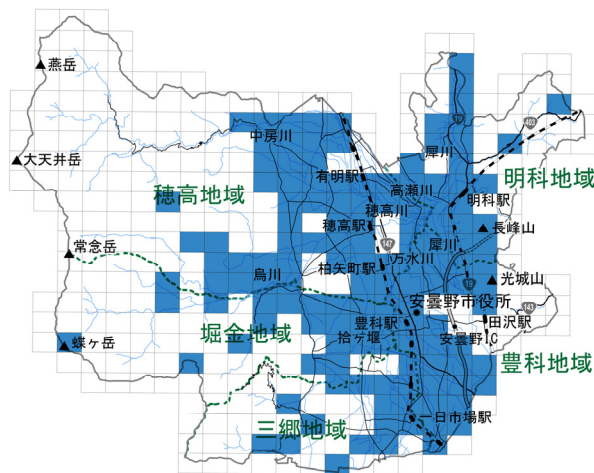 燕岳
中房川
19
403
大天井岳
有明駅
犀川
明科地域
穂高地域
高瀬川
明科駅
穂高川
穂高駅
長峰山
常念岳
147
犀川
万水川
柏矢町駅
烏川
光城山
19
安曇野市役所
堀金地域
豊科駅
田沢駅
143
蝶ヶ岳
拾ヶ堰
安曇野IC
豊科地域
一日市場駅
三郷地域